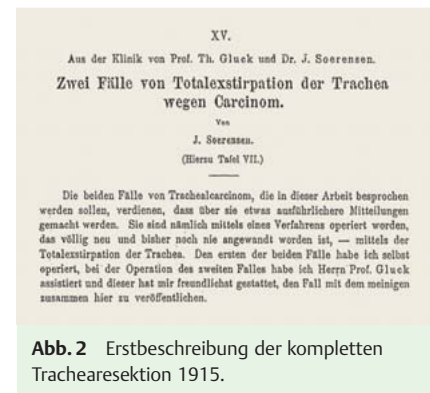 XV.
Aus der Klinik von Prof. Th. Gluck und Dr. J. Soerensen.
Zwei Fälle von Totalexstirpation der Trachea
wegen Carcinom.
Von
J. Soerensen.
(Hierzu Tafel VII.)
Die beiden Fälle von Trachealcarcinom, die in dieser Arbeit besprochen
werden sollen, verdienen, dass über sie etwas ausführlichere Mitteilungen
gemacht werden. Sie sind nämlich mittels eines Verfahrens operiert worden,
das völlig neu und bisher noch nie angewandt worden ist, — mittels der
Totalexstirpation der Trachea. Den ersten der beiden Fälle habe ich selbst
operiert, bei der Operation des zweiten Falles habe ich Herrn Prof. Gluck
assistiert und dieser hat mir freundlichst gestattet, den Fall mit dem meinigen
zusammen hier zu veröffentlichen.
Abb. 2 Erstbeschreibung der kompletten
Trachearesektion 1915.